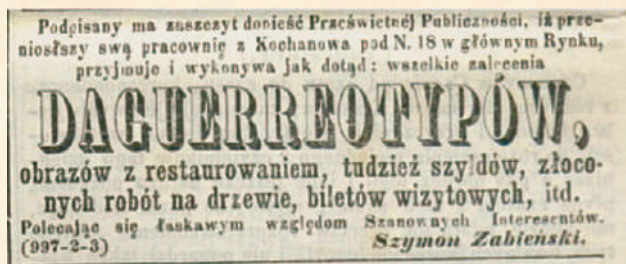 Podpisany ma zaszczyt donieść Prześwietnéj Publiczności, iż prze-
niosłszy swą pracownię z Kochanowa pod N. 18 w głównym Rynku,
przyjmuje i wykonywa jak dotąd: wszelkie zalecenia
DAGUERREOTYPÓW,
obrazów z restaurowaniem, tudzież szyldów, złoco-
nych robót na drzewie, biletów wizytowych, itd.
Polecając się łaskawym względom Szanownych Interesentów.
(997-2-3) Szymon Zabieński.